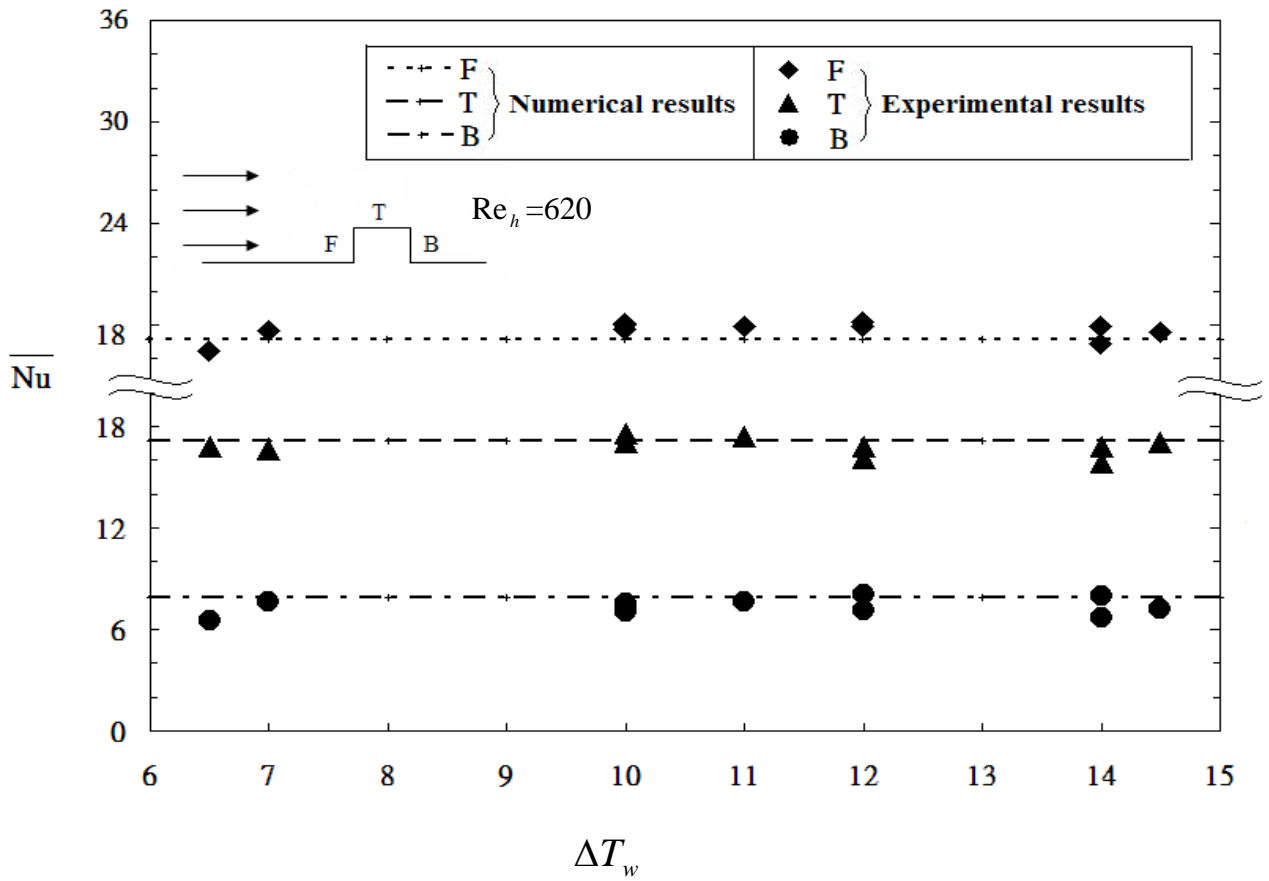 36
30
24
18
18
12
6
0
Nu
F
T
B
Numerical results
F
T
B
Experimental results
T
F
B
Re_h=620
6 7 8 9 10 11 12 13 14 15
ΔT_w